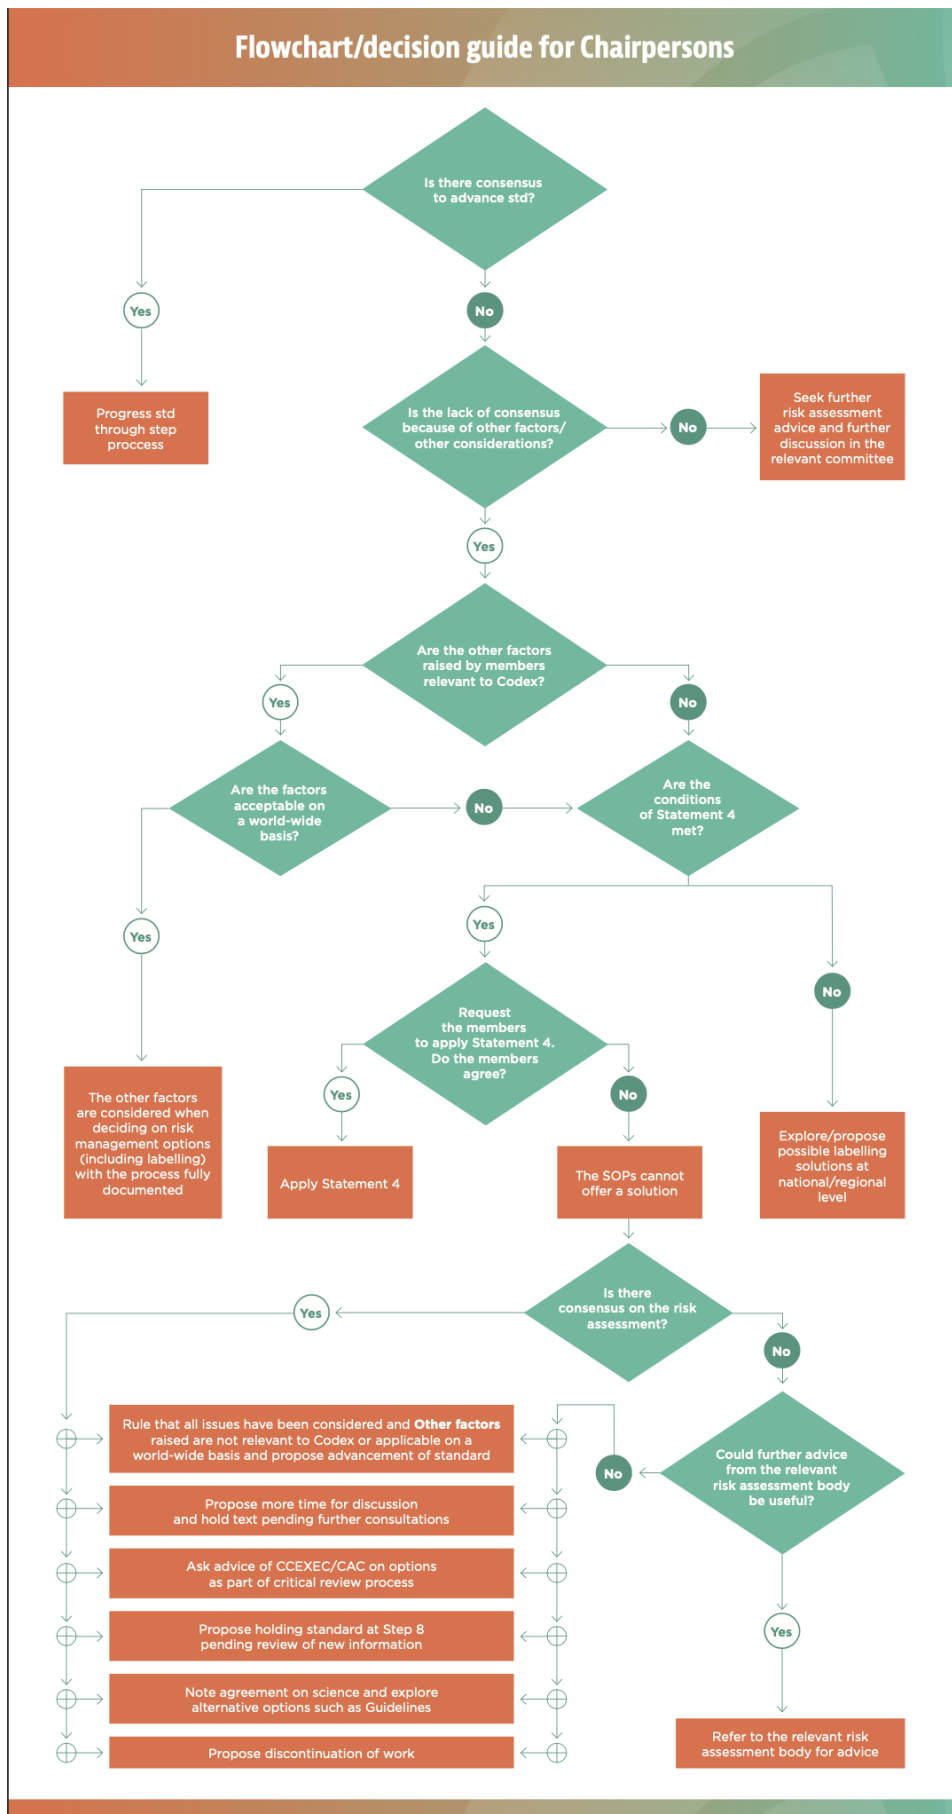 Flowchart/decision guide for Chairpersons
Is there consensus
to advance std?
Yes
No
Progress std
through step
proccess
Is the lack of consensus
because of other factors/
other considerations?
No
Seek further
risk assessment
advice and further
discussion in the
relevant committee
Yes
Are the other factors
raised by members
relevant to Codex?
Yes
No
Are the factors
acceptable on
a world-wide
basis?
No
Are the
conditions
of Statement 4
met?
Yes
Yes
No
The other factors
are considered when
deciding on risk
management options
(including labelling)
with the process fully
documented
Request
the members
to apply Statement 4.
Do the members
agree?
Yes
No
Apply Statement 4
The SOPs cannot
offer a solution
Explore/propose
possible labelling
solutions at
national/regional
level
Is there
consensus on the risk
assessment?
Yes
No
Could further advice
from the relevant
risk assessment body
be useful?
No
Yes
Rule that all issues have been considered and Other factors
raised are not relevant to Codex or applicable on a
world-wide basis and propose advancement of standard
Propose more time for discussion
and hold text pending further consultations
Ask advice of CCEXEC/CAC on options
as part of critical review process
Propose holding standard at Step 8
pending review of new information
Note agreement on science and explore
alternative options such as Guidelines
Propose discontinuation of work
Refer to the relevant risk
assessment body for advice